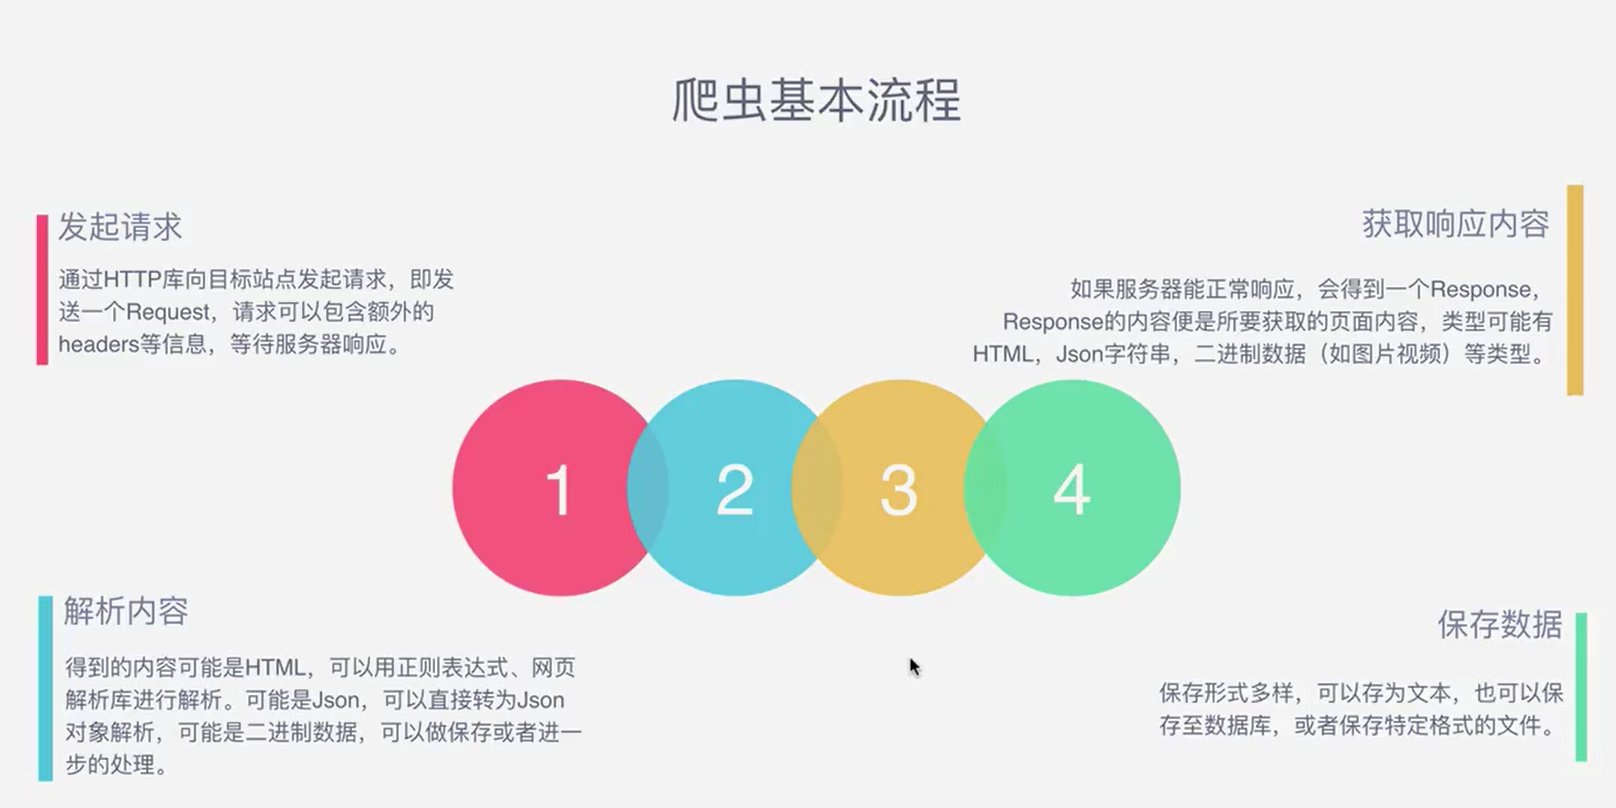 爬虫基本流程
发起请求
通过HTTP库向目标站点发起请求，即发
送一个Request，请求可以包含额外的
headers等信息，等待服务器响应。
获取响应内容
如果服务器能正常响应，会得到一个Response，
Response的内容便是所要获取的页面内容，类型可能有
HTML，Json字符串，二进制数据（如图片视频）等类型。
1
2
3
4
解析内容
得到的内容可能是HTML，可以用正则表达式、网页
解析库进行解析。可能是Json，可以直接转为Json
对象解析，可能是二进制数据，可以做保存或者进一
步的处理。
保存数据
保存形式多样，可以存为文本，也可以保
存至数据库，或者保存特定格式的文件。